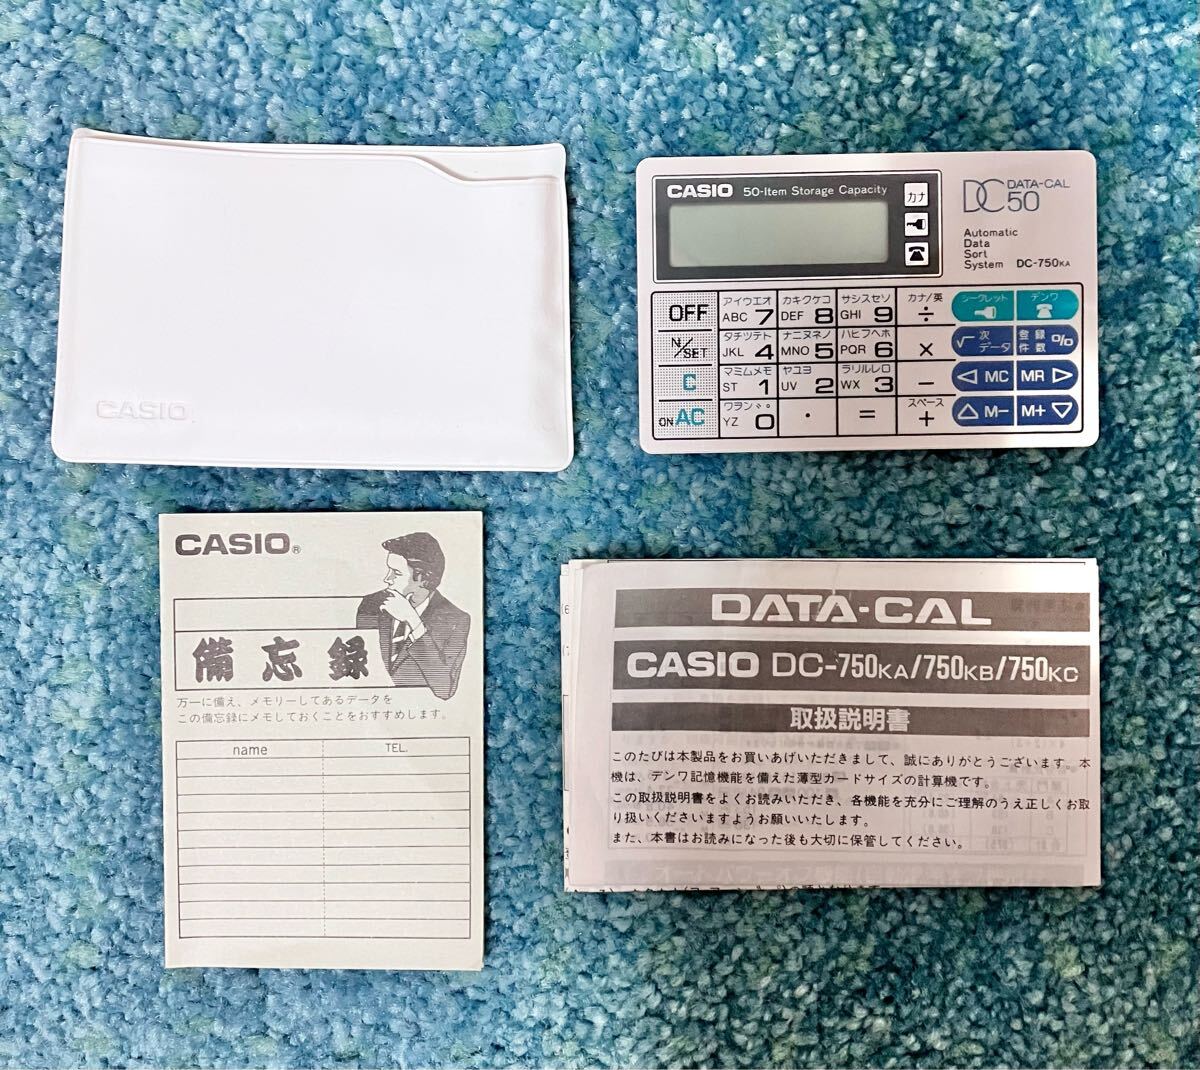 CASIO
CASIO 50-Item Storage Capacity
カナ
DC DATA-CAL
50
Automatic
Data
Sort
System DC-750KA
OFF
アイウエオ
ABC 7
カキクケコ
DEF 8
サシスセソ
GHI 9
カナ/英
÷
シークレット
デンワ
N/SET
タチツテト
JKL 4
ナニヌネノ
MNO 5
ハヒフヘホ
PQR 6
×
√ 次データ
登録件数 %
C
マミムメモ
ST 1
ヤユヨ
UV 2
ラリルレロ
WX 3
−
◁ MC
MR ▷
ON AC
ワヲン゛゜
YZ 0
・
=
スペース
+
△ M−
M+ ▽
CASIO®
備忘録
万一に備え、メモリーしてあるデータを
この備忘録にメモしておくことをおすすめします。
name TEL.
DATA-CAL
CASIO DC-750KA/750KB/750KC
取扱説明書
このたびは本製品をお買いあげいただきまして、誠にありがとうございます。本
機は、デンワ記憶機能を備えた薄型カードサイズの計算機です。
この取扱説明書をよくお読みいただき、各機能を充分にご理解のうえ正しくお取
り扱いくださいますようお願いいたします。
また、本書はお読みになった後も大切に保管してください。